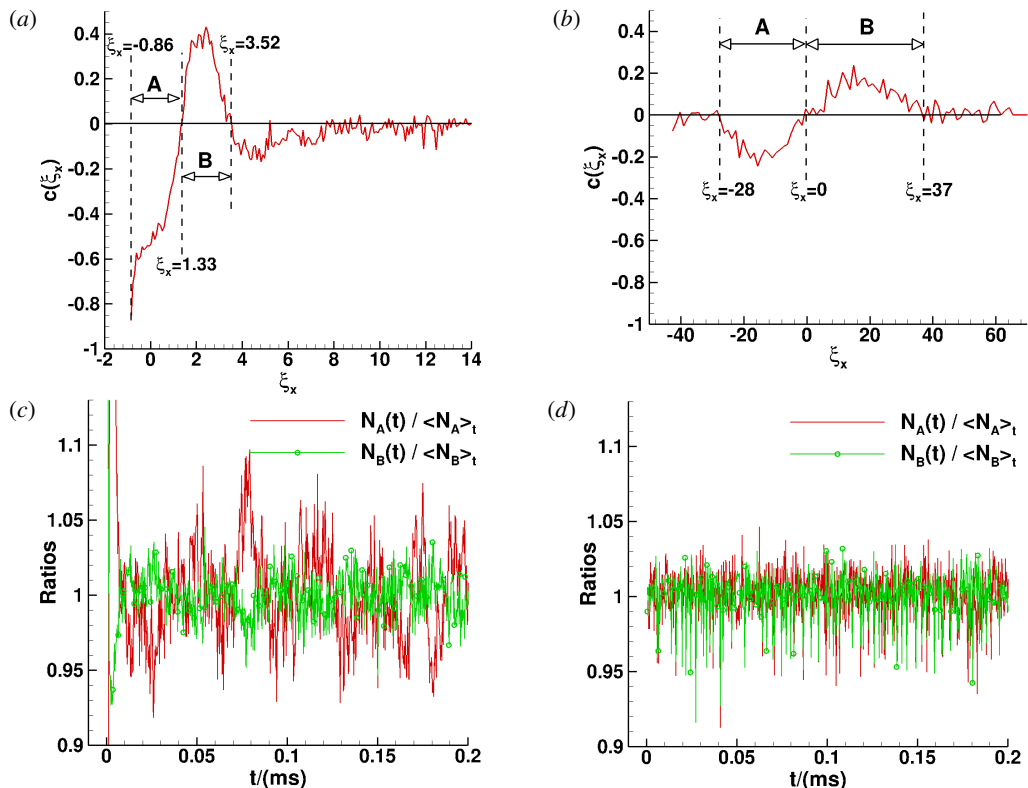 (a)
0.4
0.2
0
-0.2
-0.4
-0.6
-0.8
-1
c(ξx)
ξx=-0.86
ξx=3.52
A
B
ξx=1.33
-2 0 2 4 6 8 10 12 14
ξx
(b)
0.4
0.2
0
-0.2
-0.4
-0.6
-0.8
-1
c(ξx)
A
B
ξx=-28
ξx=0
ξx=37
-40 -20 0 20 40 60
ξx
(c)
NA(t) / <NA>t
NB(t) / <NB>t
1.1
1.05
1
0.95
0.9
Ratios
0 0.05 0.1 0.15 0.2
t/(ms)
(d)
NA(t) / <NA>t
NB(t) / <NB>t
1.1
1.05
1
0.95
0.9
Ratios
0 0.05 0.1 0.15 0.2
t/(ms)